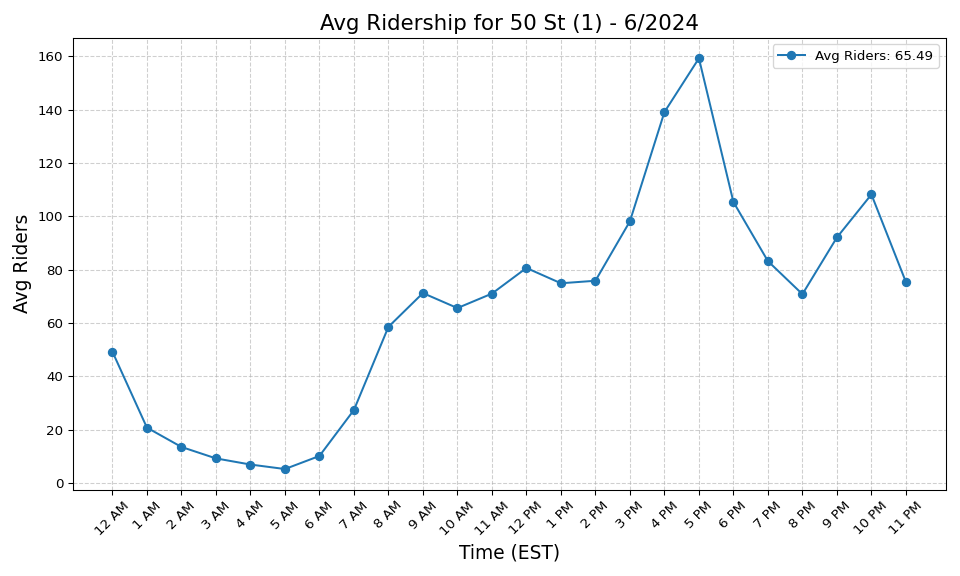 Avg Ridership for 50 St (1) - 6/2024
Avg Riders: 65.49
Avg Riders
160
140
120
100
80
60
40
20
0
12 AM
1 AM
2 AM
3 AM
4 AM
5 AM
6 AM
7 AM
8 AM
9 AM
10 AM
11 AM
12 PM
1 PM
2 PM
3 PM
4 PM
5 PM
6 PM
7 PM
8 PM
9 PM
10 PM
11 PM
Time (EST)